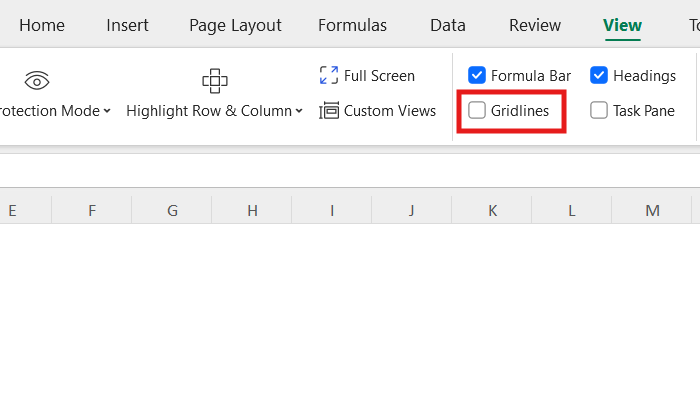 Home Insert Page Layout Formulas Data Review View To
rotection Mode Highlight Row & Column Full Screen Custom Views Formula Bar Headings
Gridlines Task Pane
E F G H I J K L M